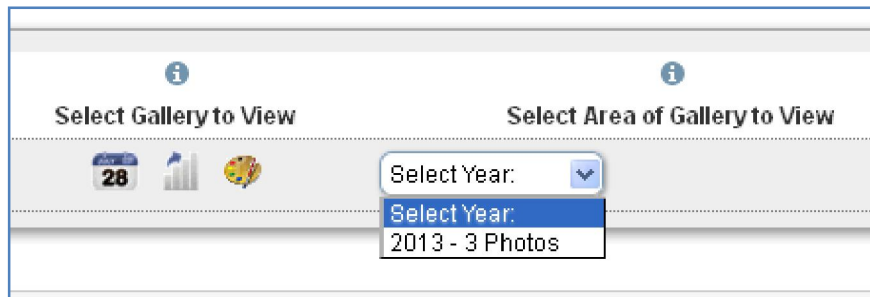 Select Gallery to View
Select Area of Gallery to View
28
Select Year:
Select Year:
2013 - 3 Photos